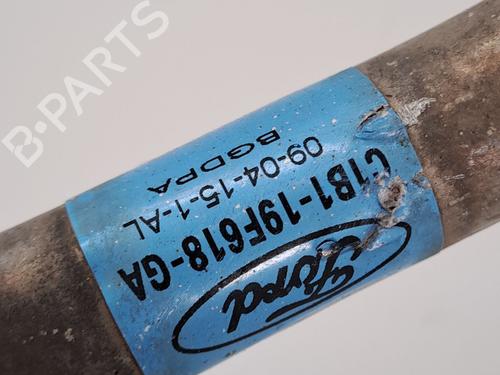 B-PARTS
Ford
C1B1-19F618-GA
09-04-15-1-AL
BGDPA